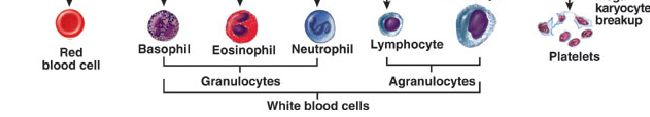 karyocyte
breakup
Red
blood cell
Basophil
Eosinophil
Neutrophil
Lymphocyte
Platelets
Granulocytes
Agranulocytes
White blood cells